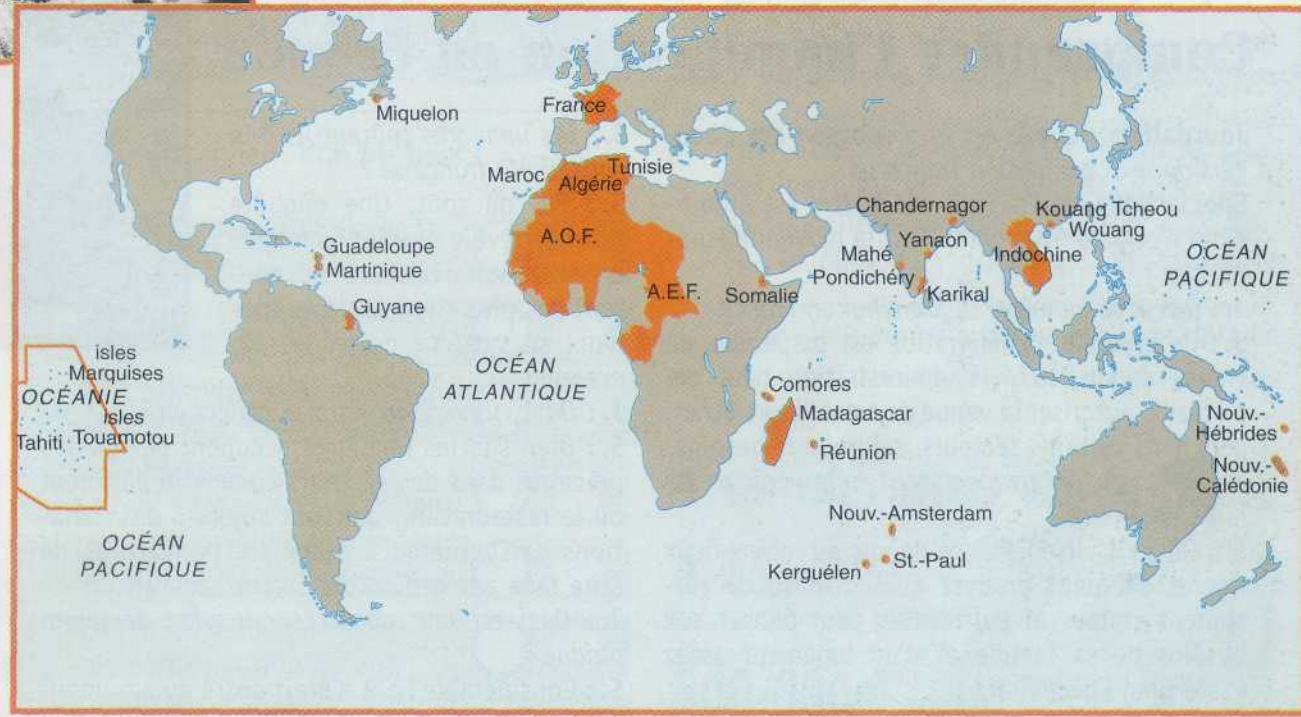 Miquelon
France
Maroc
Algérie
Tunisie
A.O.F.
A.E.F.
Somalie
Chandernagor
Yanaon
Mahé
Pondichéry
Karikal
Kouang Tcheou
Wouang
Indochine
OCÉAN
PACIFIQUE
Guadeloupe
Martinique
Guyane
isles
Marquises
OCÉANIE
isles
Tahiti Touamotou
OCÉAN
ATLANTIQUE
Comores
Madagascar
Réunion
Nouv.-
Hébrides
Nouv.-
Calédonie
Nouv.-Amsterdam
St.-Paul
Kerguélen
OCÉAN
PACIFIQUE